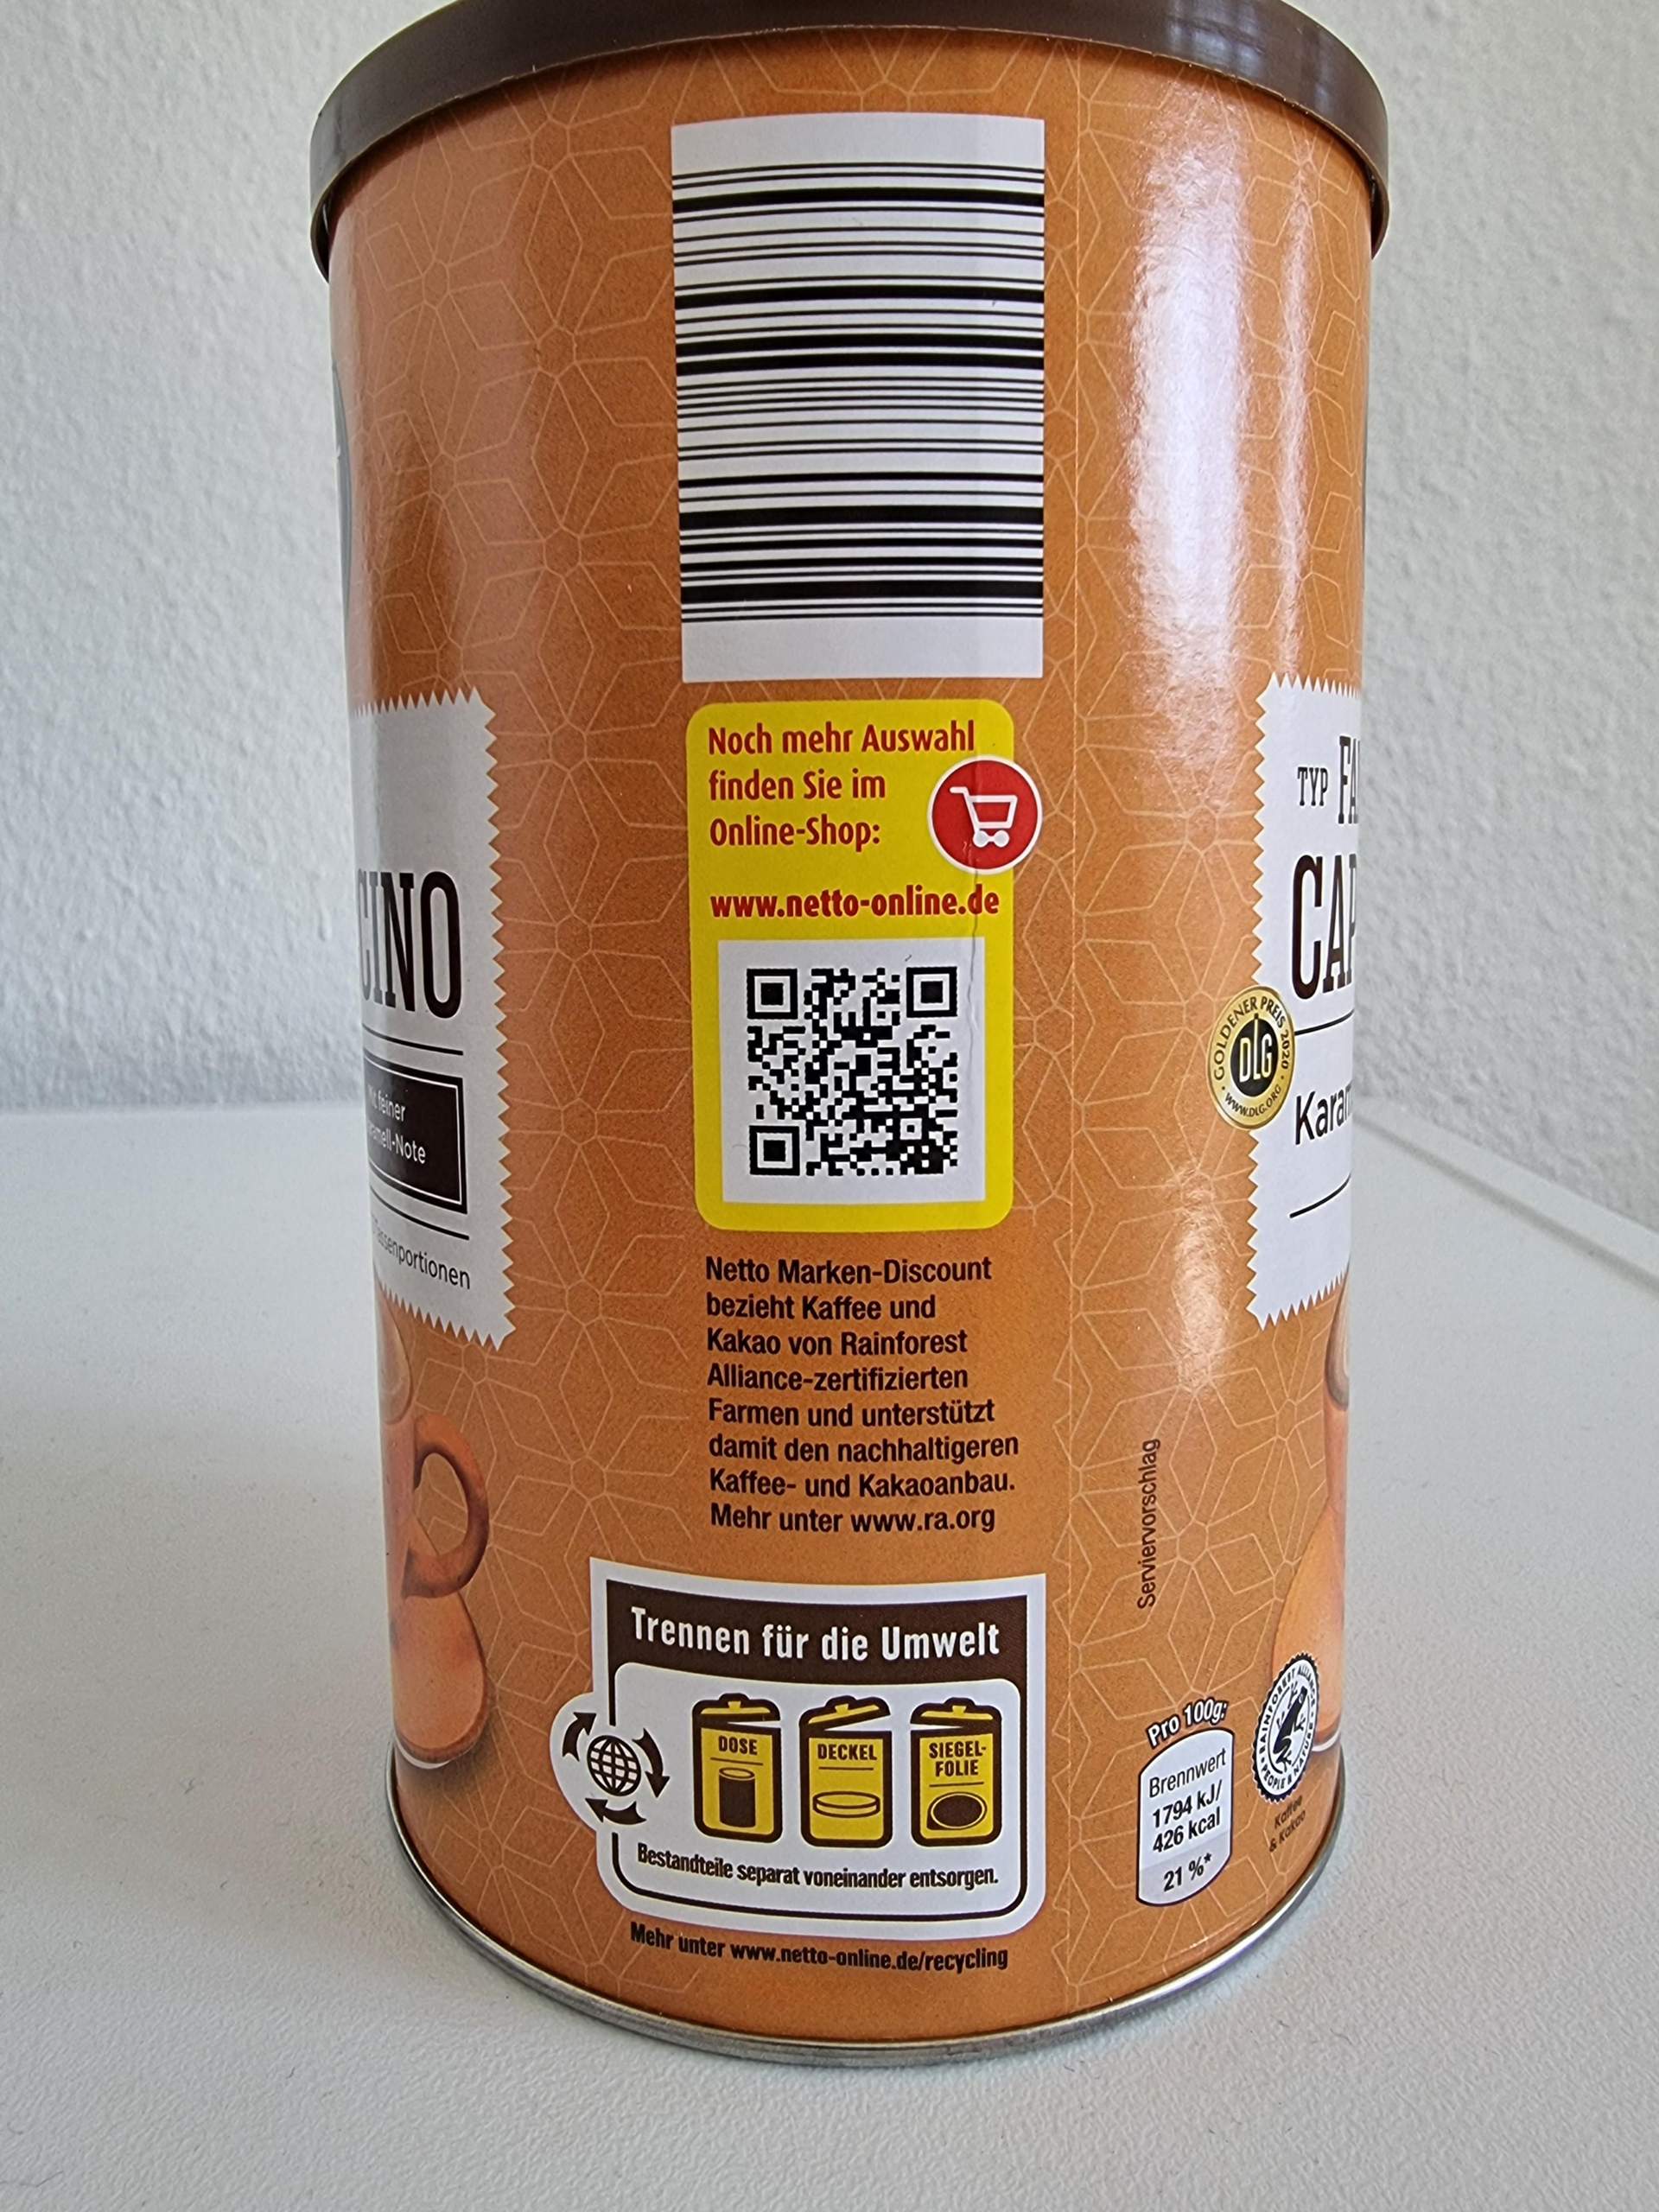 Noch mehr Auswahl
finden Sie im
Online-Shop:
www.netto-online.de
Netto Marken-Discount
bezieht Kaffee und
Kakao von Rainforest
Alliance-zertifizierten
Farmen und unterstützt
damit den nachhaltigeren
Kaffee- und Kakaoanbau.
Mehr unter www.ra.org
Trennen für die Umwelt
DOSE
DECKEL
SIEGEL-
FOLIE
Bestandteile separat voneinander entsorgen.
Mehr unter www.netto-online.de/recycling
CINO
feiner
-Note
TYP
CAP
GOLDENER PREIS 2020
DLG
WWW.DLG.ORG
Serviervorschlag
Pro 100g:
Brennwert
1794 kJ/
426 kcal
21 %*
RAINFOREST ALLIANCE
PEOPLE & NATURE
Kaffee
& Kakao